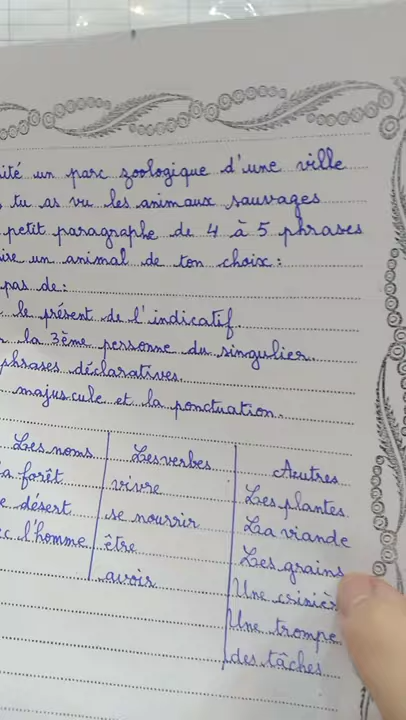 un parc zoologique d'une ville
tu as vu les animaux sauvages
petit paragraphe de 4 à 5 phrases
un animal de ton choix :
pas de :
le présent de l'indicatif.
la 3ème personne du singulier.
phrases déclaratives.
majuscule et la ponctuation.
Les noms Les verbes Autres
forêt vivre Les plantes
désert se nourrir La viande
l'homme être Les grains
avoir Une
Une trompe
des tâches